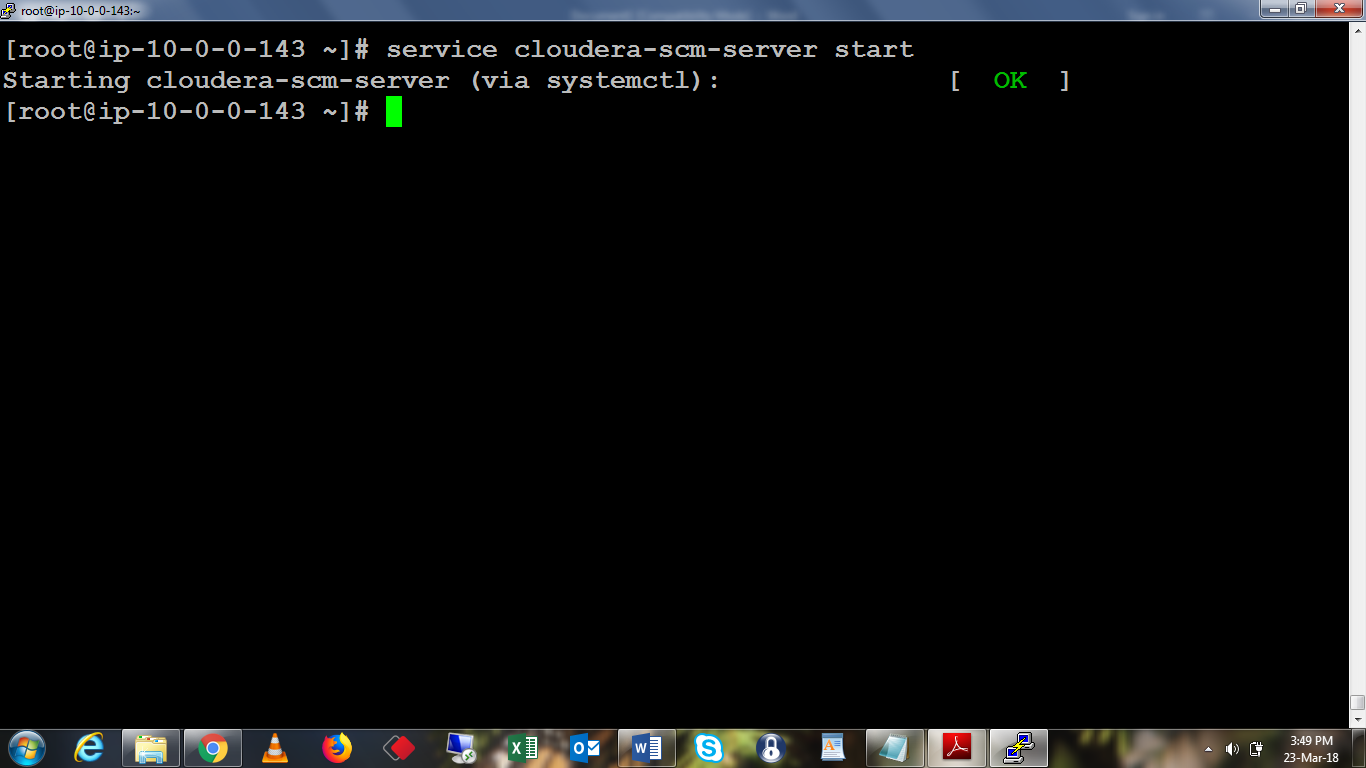 root@ip-10-0-0-143:~
[root@ip-10-0-0-143 ~]# service cloudera-scm-server start
Starting cloudera-scm-server (via systemctl): [ OK ]
[root@ip-10-0-0-143 ~]#
3:49 PM
23-Mar-18